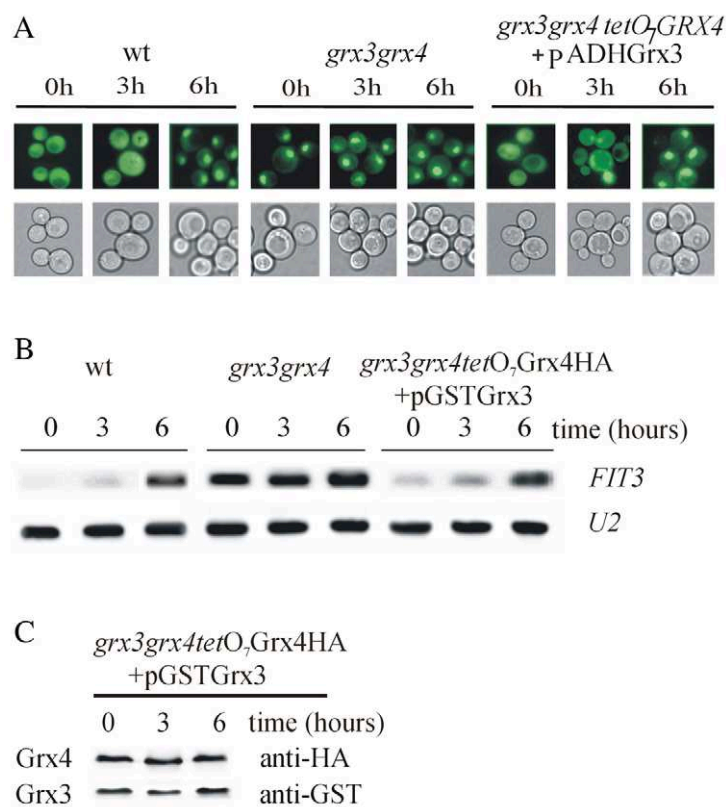 A
wt
grx3grx4
grx3grx4 tetO₇GRX4
+pADHGrx3
0h 3h 6h 0h 3h 6h 0h 3h 6h
B
wt
grx3grx4
grx3grx4tetO₇Grx4HA
+pGSTGrx3
0 3 6 0 3 6 0 3 6 time (hours)
FIT3
U2
C
grx3grx4tetO₇Grx4HA
+pGSTGrx3
0 3 6 time (hours)
Grx4 anti-HA
Grx3 anti-GST